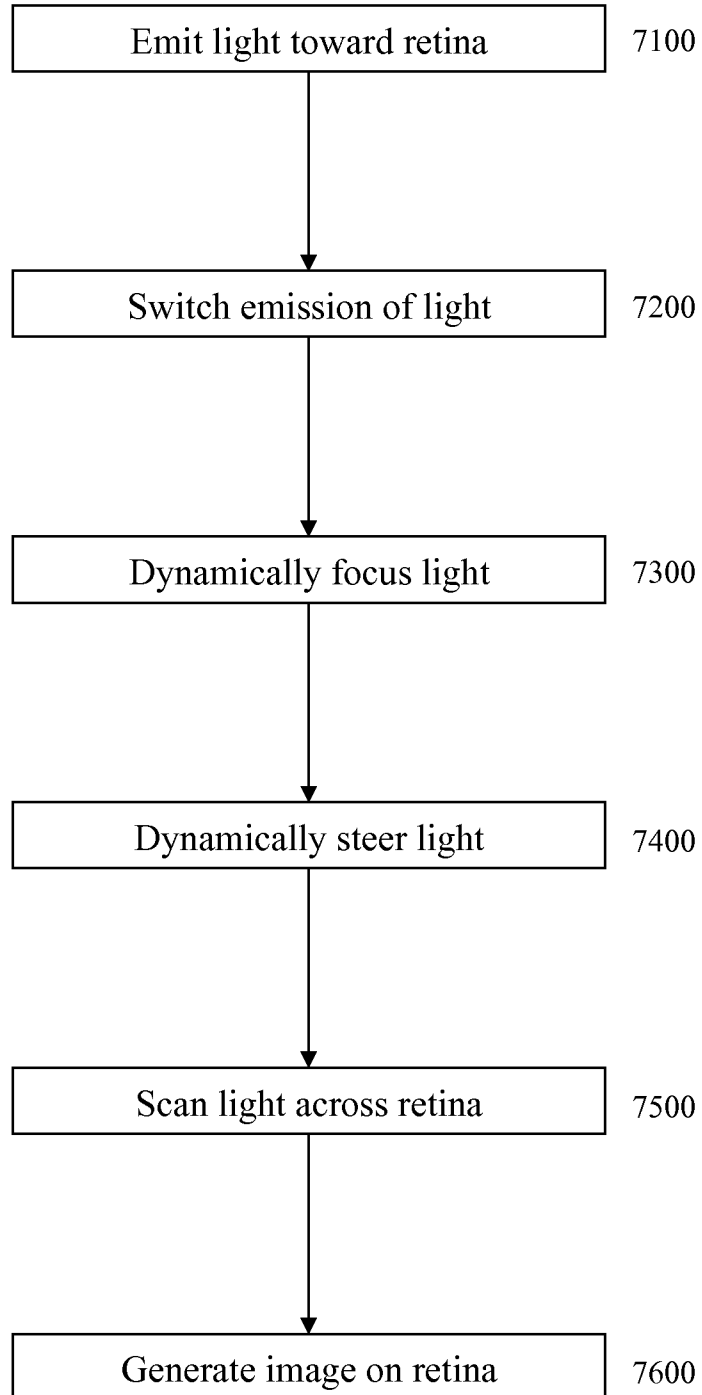 Emit light toward retina 7100
Switch emission of light 7200
Dynamically focus light 7300
Dynamically steer light 7400
Scan light across retina 7500
Generate image on retina 7600